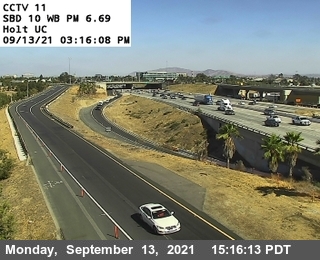 CCTV 11
SBD 10 WB PM 6.69
Holt UC
09/13/21 03:16:08 PM
Monday, September 13, 2021 15:16:13 PDT